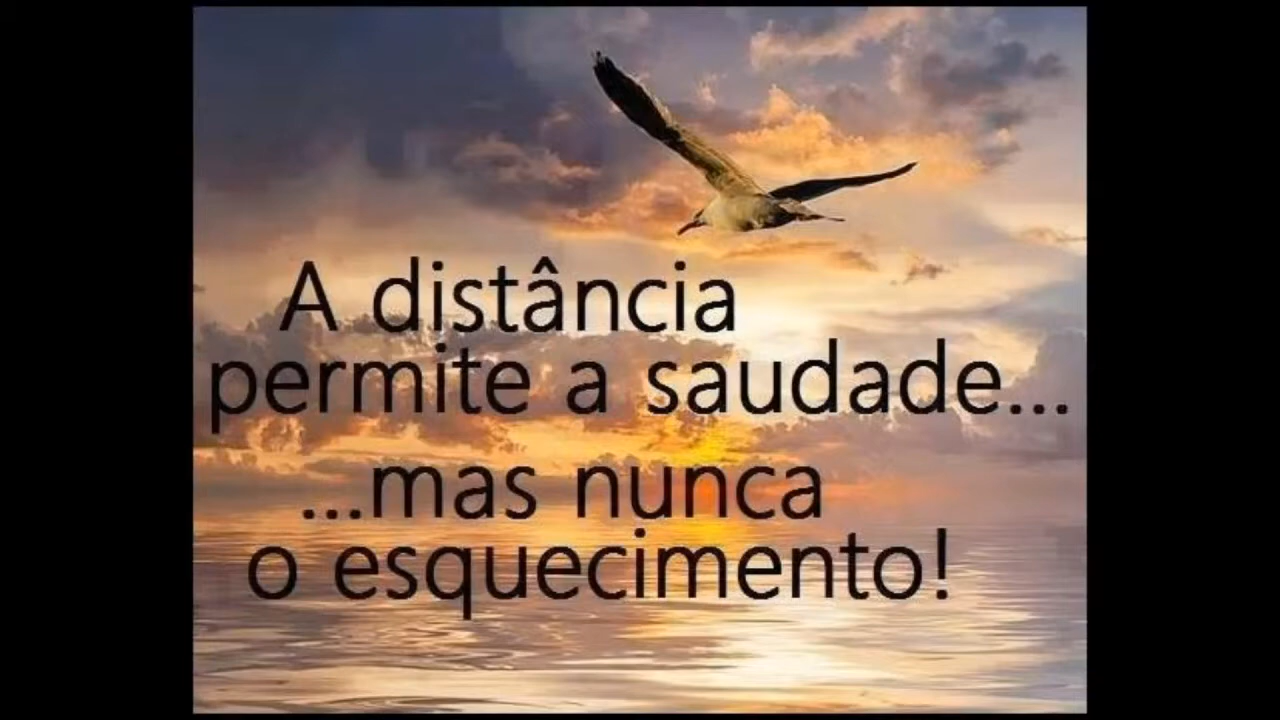 A distância
permite a saudade...
...mas nunca
o esquecimento!